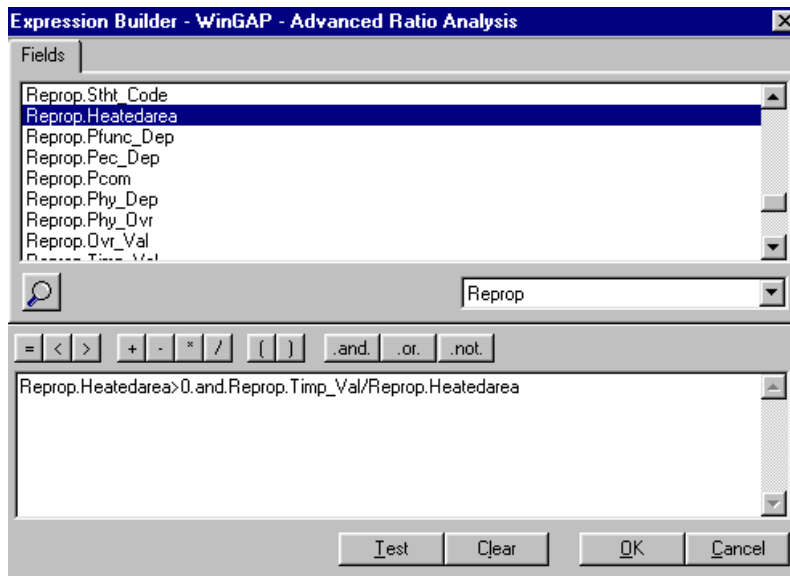 Expression Builder - WinGAP - Advanced Ratio Analysis
Fields
Reprop.Stht_Code
Reprop.Heatedarea
Reprop.Pfunc_Dep
Reprop.Pec_Dep
Reprop.Pcom
Reprop.Phy_Dep
Reprop.Phy_Ovr
Reprop.Ovr_Val
Reprop.Timp_Val
Reprop
= < > + - * / ( ) .and. .or. .not.
Reprop.Heatedarea>0.and.Reprop.Timp_Val/Reprop.Heatedarea
Test Clear OK Cancel